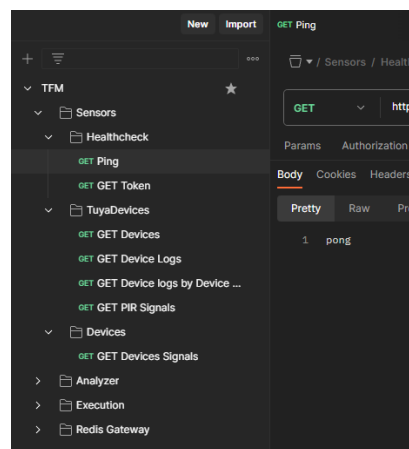 New Import GET Ping
TFM
Sensors
/ Sensors / Healt
Healthcheck
GET http
GET Ping
Params Authorization
GET GET Token
Body Cookies Headers
TuyaDevices
Pretty Raw Pr
GET GET Devices
1 pong
GET GET Device Logs
GET GET Device logs by Device ...
GET GET PIR Signals
Devices
GET GET Devices Signals
Analyzer
Execution
Redis Gateway